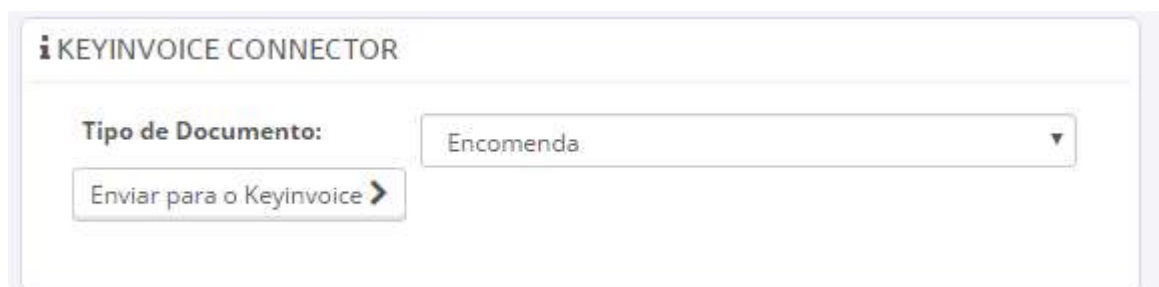 KEYINVOICE CONNECTOR
Tipo de Documento:
Encomenda
Enviar para o Keyinvoice